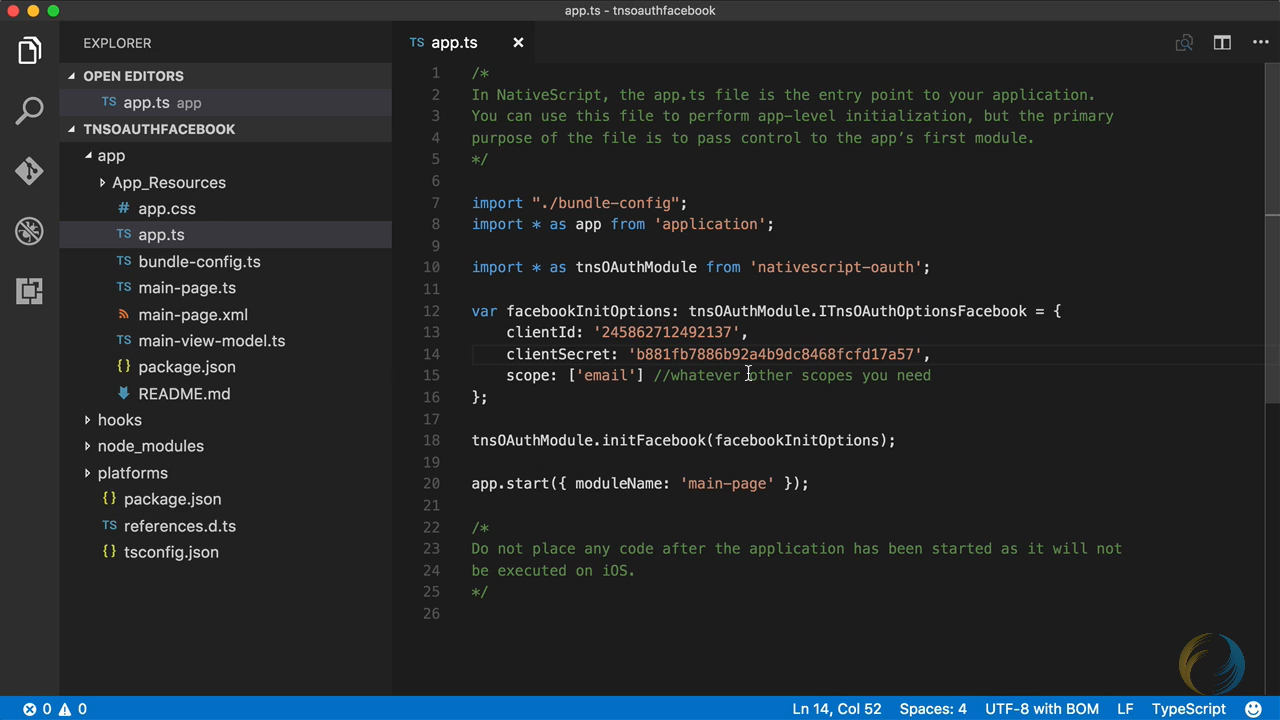 app.ts - tnsoauthfacebook
EXPLORER
OPEN EDITORS
TS app.ts app
TNSOAUTHFACEBOOK
app
App_Resources
# app.css
TS app.ts
TS bundle-config.ts
TS main-page.ts
main-page.xml
TS main-view-model.ts
{} package.json
README.md
hooks
node_modules
platforms
{} package.json
TS references.d.ts
{} tsconfig.json
TS app.ts
1 /*
2 In NativeScript, the app.ts file is the entry point to your application.
3 You can use this file to perform app-level initialization, but the primary
4 purpose of the file is to pass control to the app’s first module.
5 */
6
7 import "./bundle-config";
8 import * as app from 'application';
9
10 import * as tnsOAuthModule from 'nativescript-oauth';
11
12 var facebookInitOptions: tnsOAuthModule.ITnsOAuthOptionsFacebook = {
13 clientId: '245862712492137',
14 clientSecret: 'b881fb7886b92a4b9dc8468fcfd17a57',
15 scope: ['email'] //whatever other scopes you need
16 };
17
18 tnsOAuthModule.initFacebook(facebookInitOptions);
19
20 app.start({ moduleName: 'main-page' });
21
22 /*
23 Do not place any code after the application has been started as it will not
24 be executed on iOS.
25 */
26
0 0 Ln 14, Col 52 Spaces: 4 UTF-8 with BOM LF TypeScript